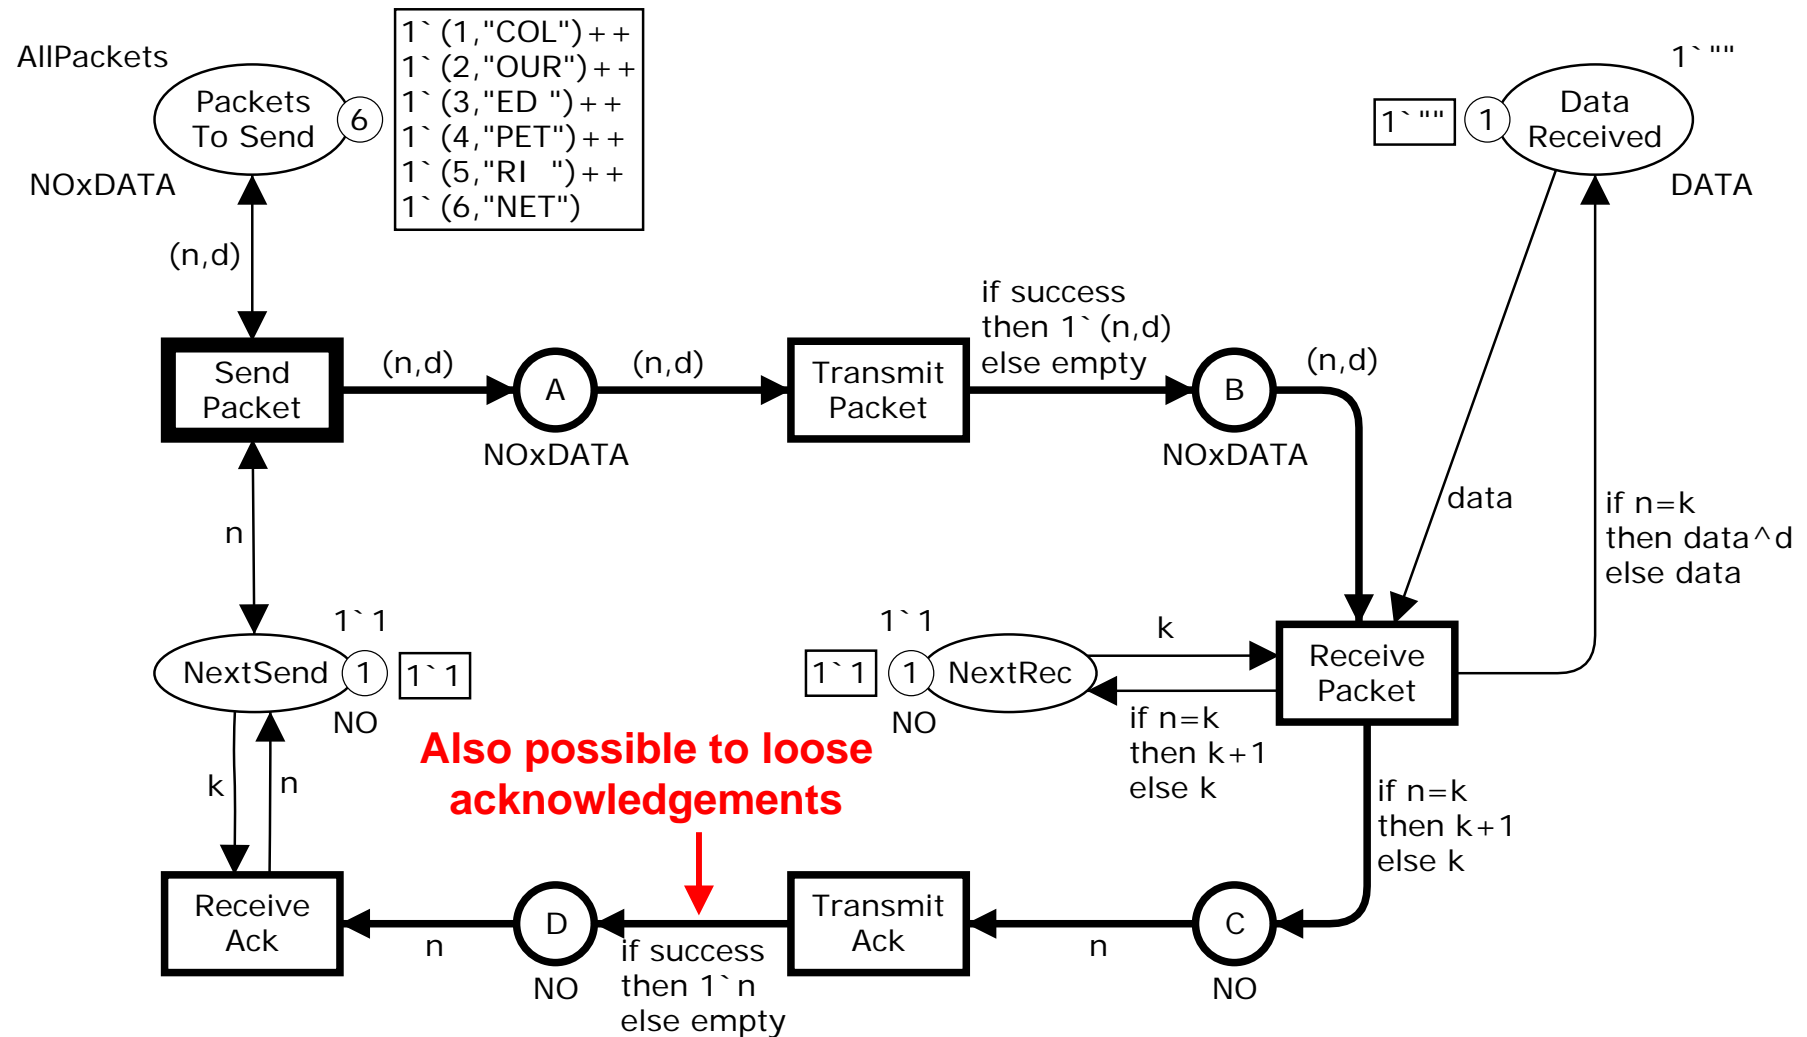 AllPackets
Packets
To Send
6
1`(1,"COL")++
1`(2,"OUR")++
1`(3,"ED ")++
1`(4,"PET")++
1`(5,"RI  ")++
1`(6,"NET")
NOxDATA
1`""
1`""
1
Data
Received
DATA
(n,d)
Send
Packet
(n,d)
A
NOxDATA
(n,d)
Transmit
Packet
if success
then 1`(n,d)
else empty
B
NOxDATA
(n,d)
data
if n=k
then data^d
else data
n
1`1
NextSend
1
1`1
NO
1`1
1`1
1
NextRec
NO
k
if n=k
then k+1
else k
Receive
Packet
if n=k
then k+1
else k
Also possible to loose
acknowledgements
k
n
Receive
Ack
n
D
NO
if success
then 1`n
else empty
Transmit
Ack
n
C
NO